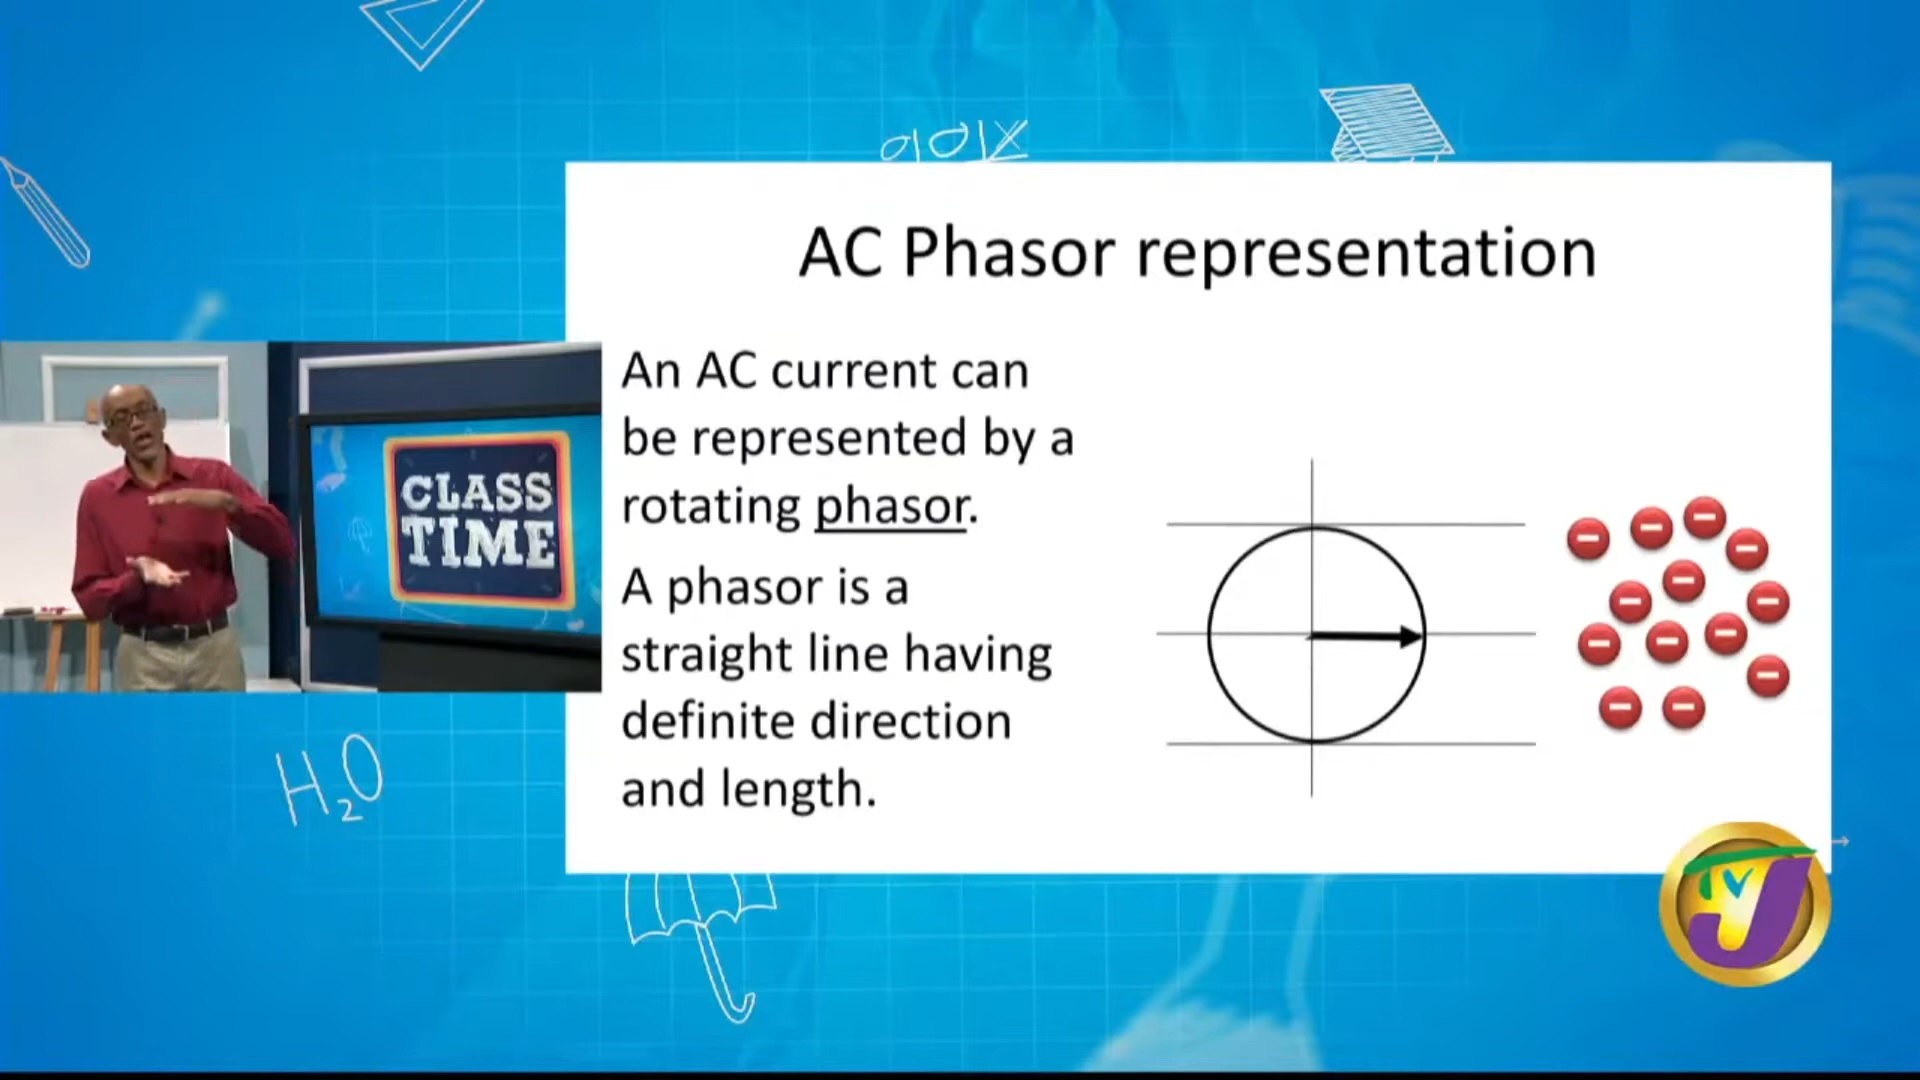 AC Phasor representation
An AC current can
be represented by a
rotating phasor.
A phasor is a
straight line having
definite direction
and length.
CLASS
TIME
H₂O
TVJ